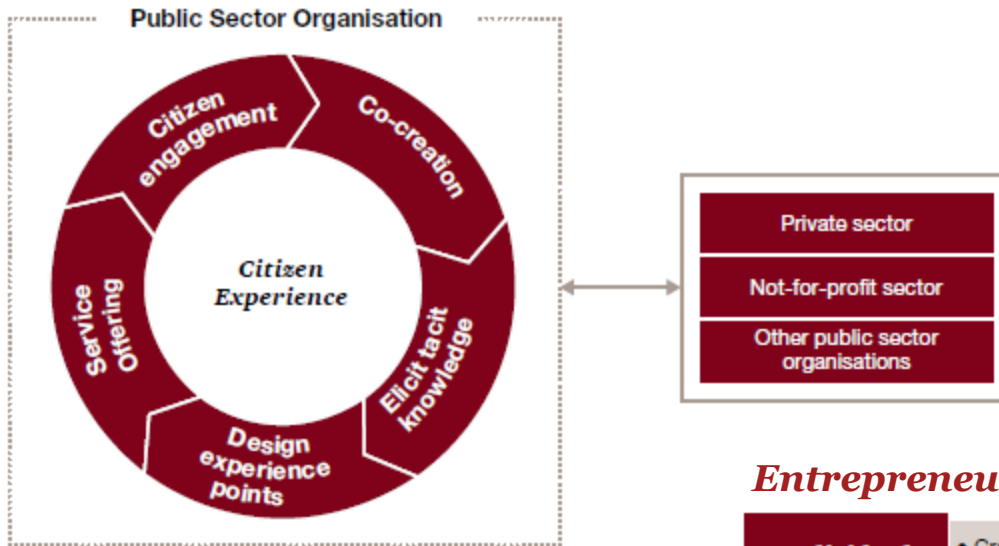 Public Sector Organisation
Citizen
engagement
Co-creation
Elicit tacit
knowledge
Design
experience
points
Service
Offering
Citizen
Experience
Private sector
Not-for-profit sector
Other public sector
organisations
Entrepreneu